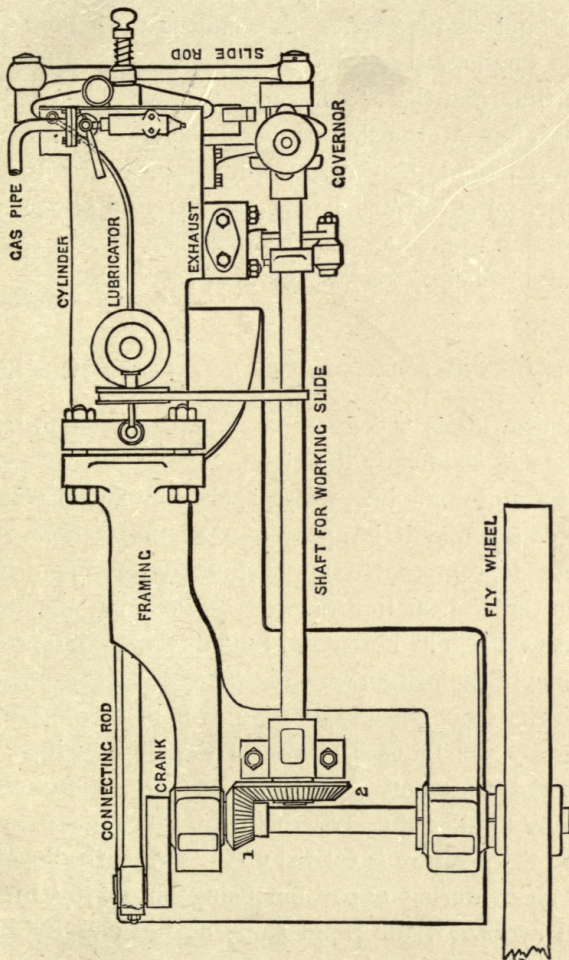 SLIDE ROD
GAS PIPE
GOVERNOR
CYLINDER
LUBRICATOR
EXHAUST
SHAFT FOR WORKING SLIDE
FRAMING
FLY WHEEL
CONNECTING ROD
CRANK
1
2